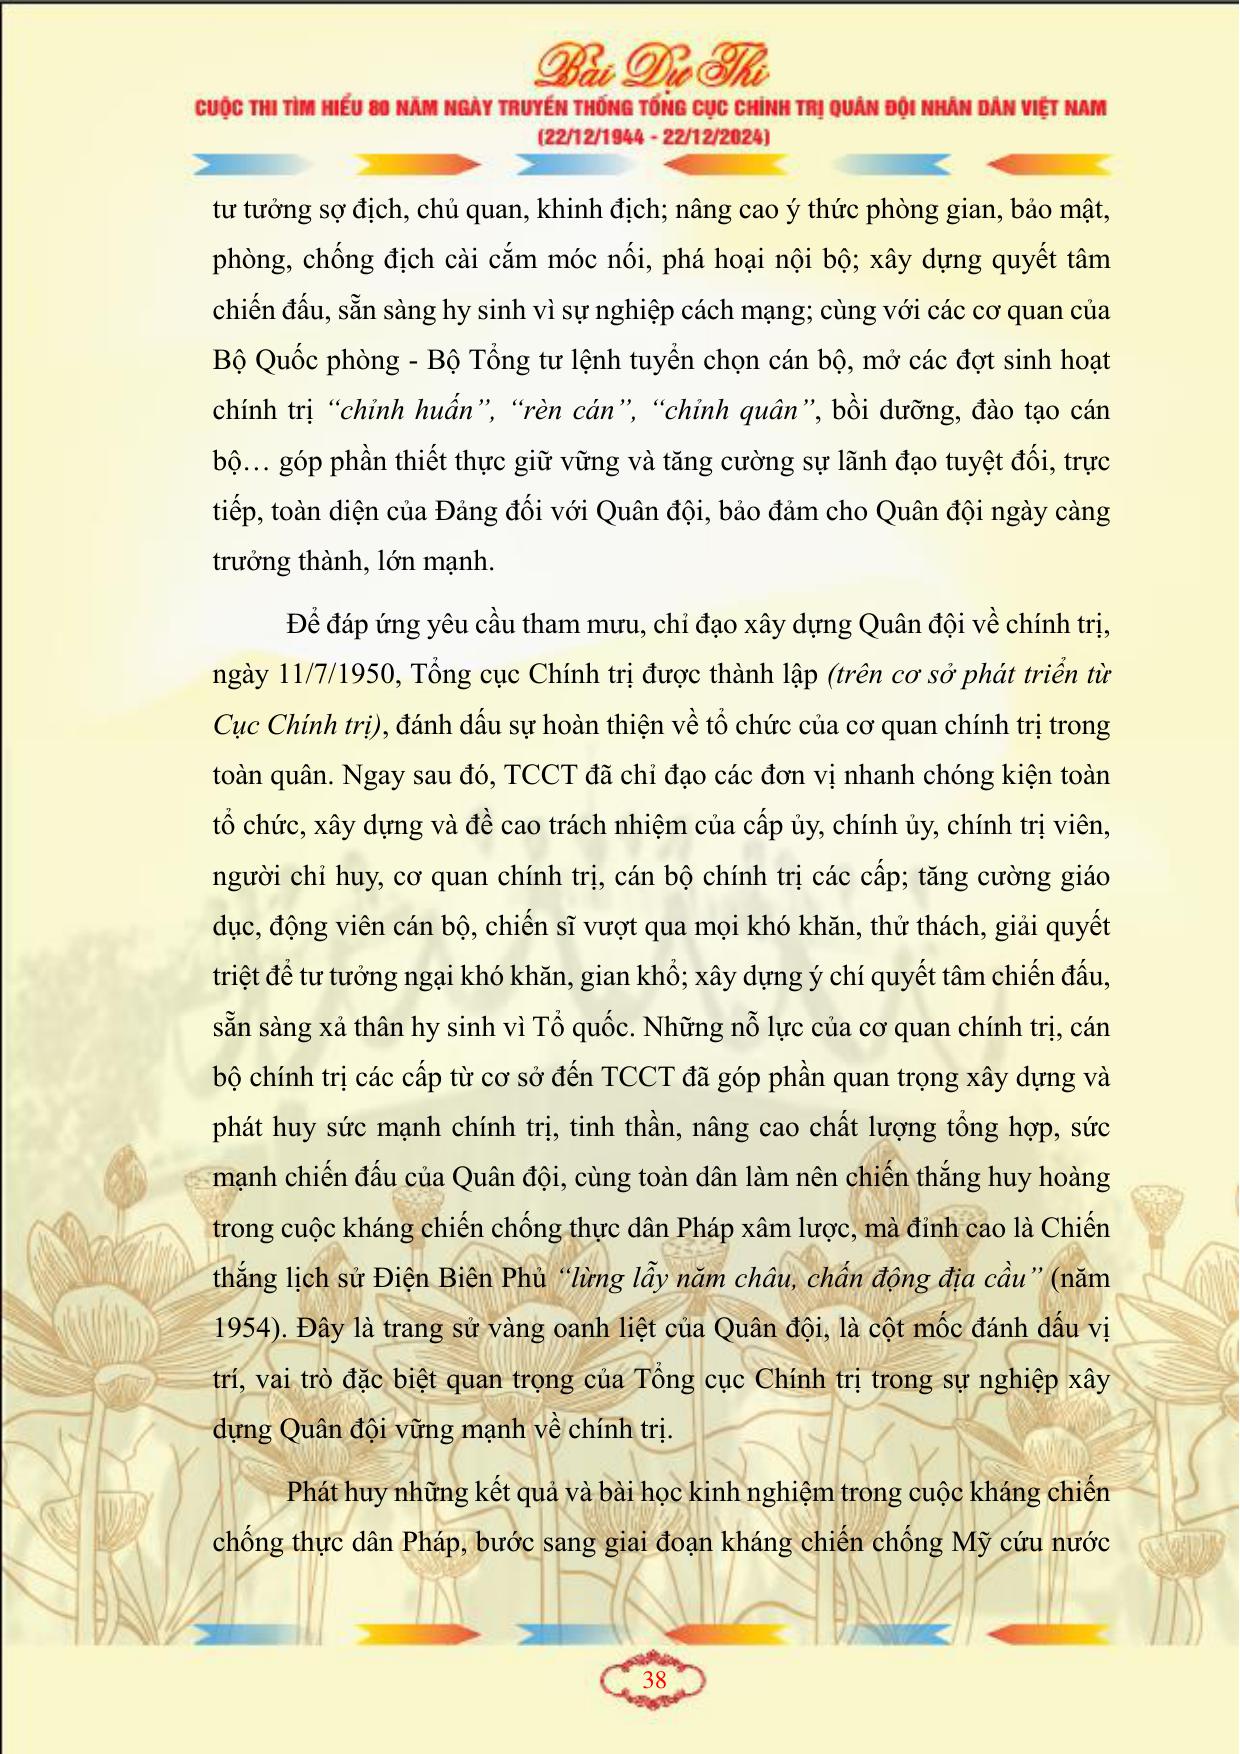 Bài Dự Thi
CUỘC THI TÌM HIỂU 80 NĂM NGÀY TRUYỀN THỐNG TỔNG CỤC CHÍNH TRỊ QUÂN ĐỘI NHÂN DÂN VIỆT NAM
(22/12/1944 - 22/12/2024)
tư tưởng sợ địch, chủ quan, khinh địch; nâng cao ý thức phòng gian, bảo mật,
phòng, chống địch cài cắm móc nối, phá hoại nội bộ; xây dựng quyết tâm
chiến đấu, sẵn sàng hy sinh vì sự nghiệp cách mạng; cùng với các cơ quan của
Bộ Quốc phòng - Bộ Tổng tư lệnh tuyển chọn cán bộ, mở các đợt sinh hoạt
chính trị “chỉnh huấn”, “rèn cán”, “chỉnh quân”, bồi dưỡng, đào tạo cán
bộ… góp phần thiết thực giữ vững và tăng cường sự lãnh đạo tuyệt đối, trực
tiếp, toàn diện của Đảng đối với Quân đội, bảo đảm cho Quân đội ngày càng
trưởng thành, lớn mạnh.
Để đáp ứng yêu cầu tham mưu, chỉ đạo xây dựng Quân đội về chính trị,
ngày 11/7/1950, Tổng cục Chính trị được thành lập (trên cơ sở phát triển từ
Cục Chính trị), đánh dấu sự hoàn thiện về tổ chức của cơ quan chính trị trong
toàn quân. Ngay sau đó, TCCT đã chỉ đạo các đơn vị nhanh chóng kiện toàn
tổ chức, xây dựng và đề cao trách nhiệm của cấp ủy, chính ủy, chính trị viên,
người chỉ huy, cơ quan chính trị, cán bộ chính trị các cấp; tăng cường giáo
dục, động viên cán bộ, chiến sĩ vượt qua mọi khó khăn, thử thách, giải quyết
triệt để tư tưởng ngại khó khăn, gian khổ; xây dựng ý chí quyết tâm chiến đấu,
sẵn sàng xả thân hy sinh vì Tổ quốc. Những nỗ lực của cơ quan chính trị, cán
bộ chính trị các cấp từ cơ sở đến TCCT đã góp phần quan trọng xây dựng và
phát huy sức mạnh chính trị, tinh thần, nâng cao chất lượng tổng hợp, sức
mạnh chiến đấu của Quân đội, cùng toàn dân làm nên chiến thắng huy hoàng
trong cuộc kháng chiến chống thực dân Pháp xâm lược, mà đỉnh cao là Chiến
thắng lịch sử Điện Biên Phủ “lừng lẫy năm châu, chấn động địa cầu” (năm
1954). Đây là trang sử vàng oanh liệt của Quân đội, là cột mốc đánh dấu vị
trí, vai trò đặc biệt quan trọng của Tổng cục Chính trị trong sự nghiệp xây
dựng Quân đội vững mạnh về chính trị.
Phát huy những kết quả và bài học kinh nghiệm trong cuộc kháng chiến
chống thực dân Pháp, bước sang giai đoạn kháng chiến chống Mỹ cứu nước
38